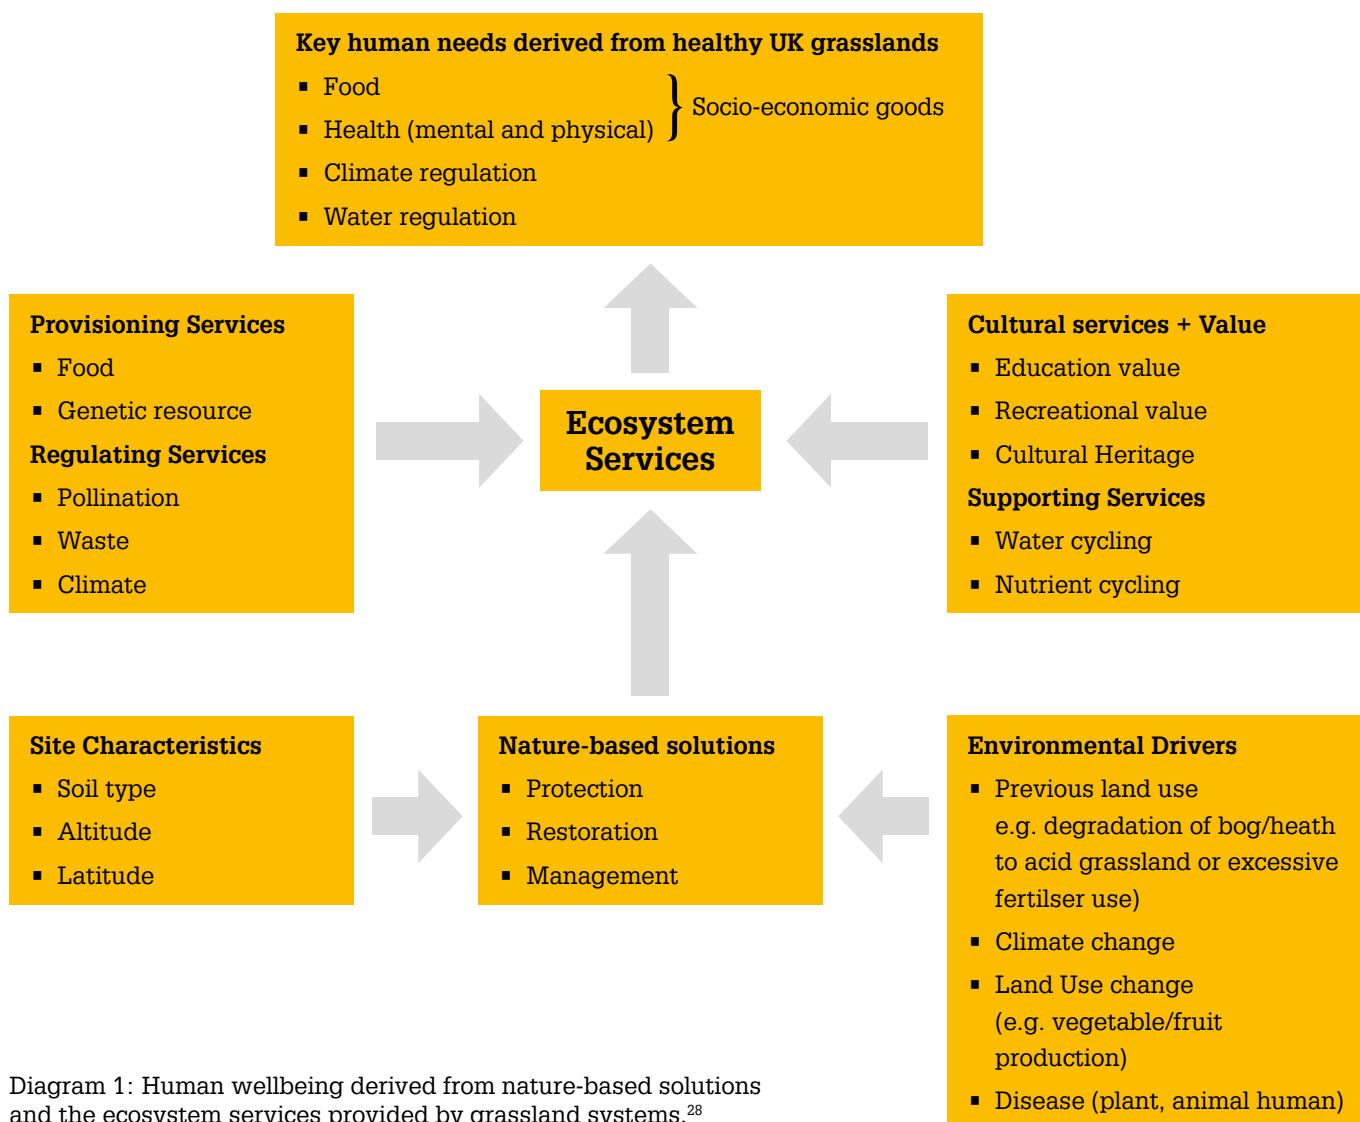 Key human needs derived from healthy UK grasslands
▪ Food
▪ Health (mental and physical)
} Socio-economic goods
▪ Climate regulation
▪ Water regulation
Provisioning Services
▪ Food
▪ Genetic resource
Regulating Services
▪ Pollination
▪ Waste
▪ Climate
Ecosystem
Services
Cultural services + Value
▪ Education value
▪ Recreational value
▪ Cultural Heritage
Supporting Services
▪ Water cycling
▪ Nutrient cycling
Site Characteristics
▪ Soil type
▪ Altitude
▪ Latitude
Nature-based solutions
▪ Protection
▪ Restoration
▪ Management
Environmental Drivers
▪ Previous land use
e.g. degradation of bog/heath
to acid grassland or excessive
fertilser use)
▪ Climate change
▪ Land Use change
(e.g. vegetable/fruit
production)
▪ Disease (plant, animal human)
Diagram 1: Human wellbeing derived from nature-based solutions
and the ecosystem services provided by grassland systems.²⁸